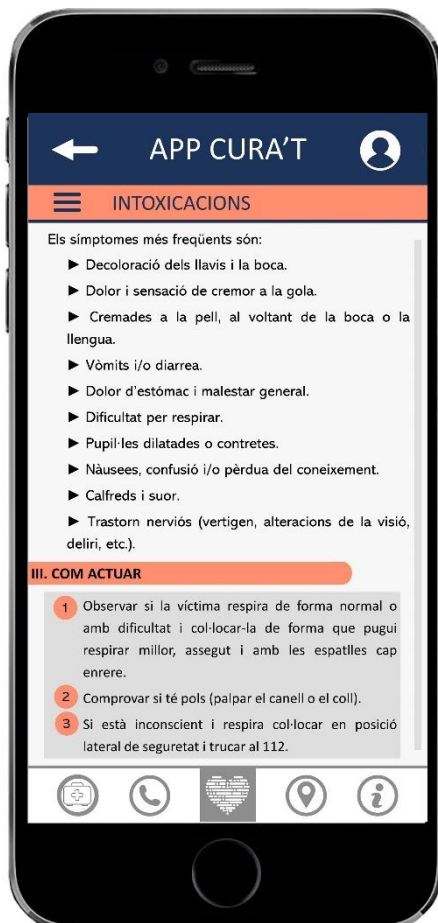 APP CURA'T
INTOXICACIONS
Els símptomes més freqüents són:
► Decoloració dels llavis i la boca.
► Dolor i sensació de cremor a la gola.
► Cremades a la pell, al voltant de la boca o la
llengua.
► Vòmits i/o diarrea.
► Dolor d'estómac i malestar general.
► Dificultat per respirar.
► Pupil·les dilatades o contretes.
► Nàusees, confusió i/o pèrdua del coneixement.
► Calfreds i suor.
► Trastorn nerviós (vertigen, alteracions de la visió,
deliri, etc.).
III. COM ACTUAR
1 Observar si la víctima respira de forma normal o
amb dificultat i col·locar-la de forma que pugui
respirar millor, assegut i amb les espatlles cap
enrere.
2 Comprovar si té pols (palpar el canell o el coll).
3 Si està inconscient i respira col·locar en posició
lateral de seguretat i trucar al 112.